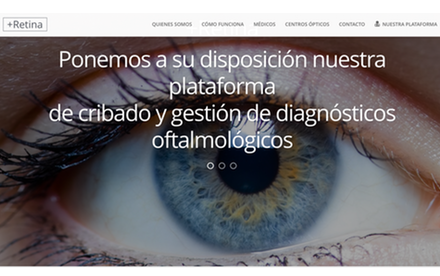 +Retina
QUIENES SOMOS CÓMO FUNCIONA MÉDICOS CENTROS ÓPTICOS CONTACTO NUESTRA PLATAFORMA
Ponemos a su disposición nuestra
plataforma
de cribado y gestión de diagnósticos
oftalmológicos